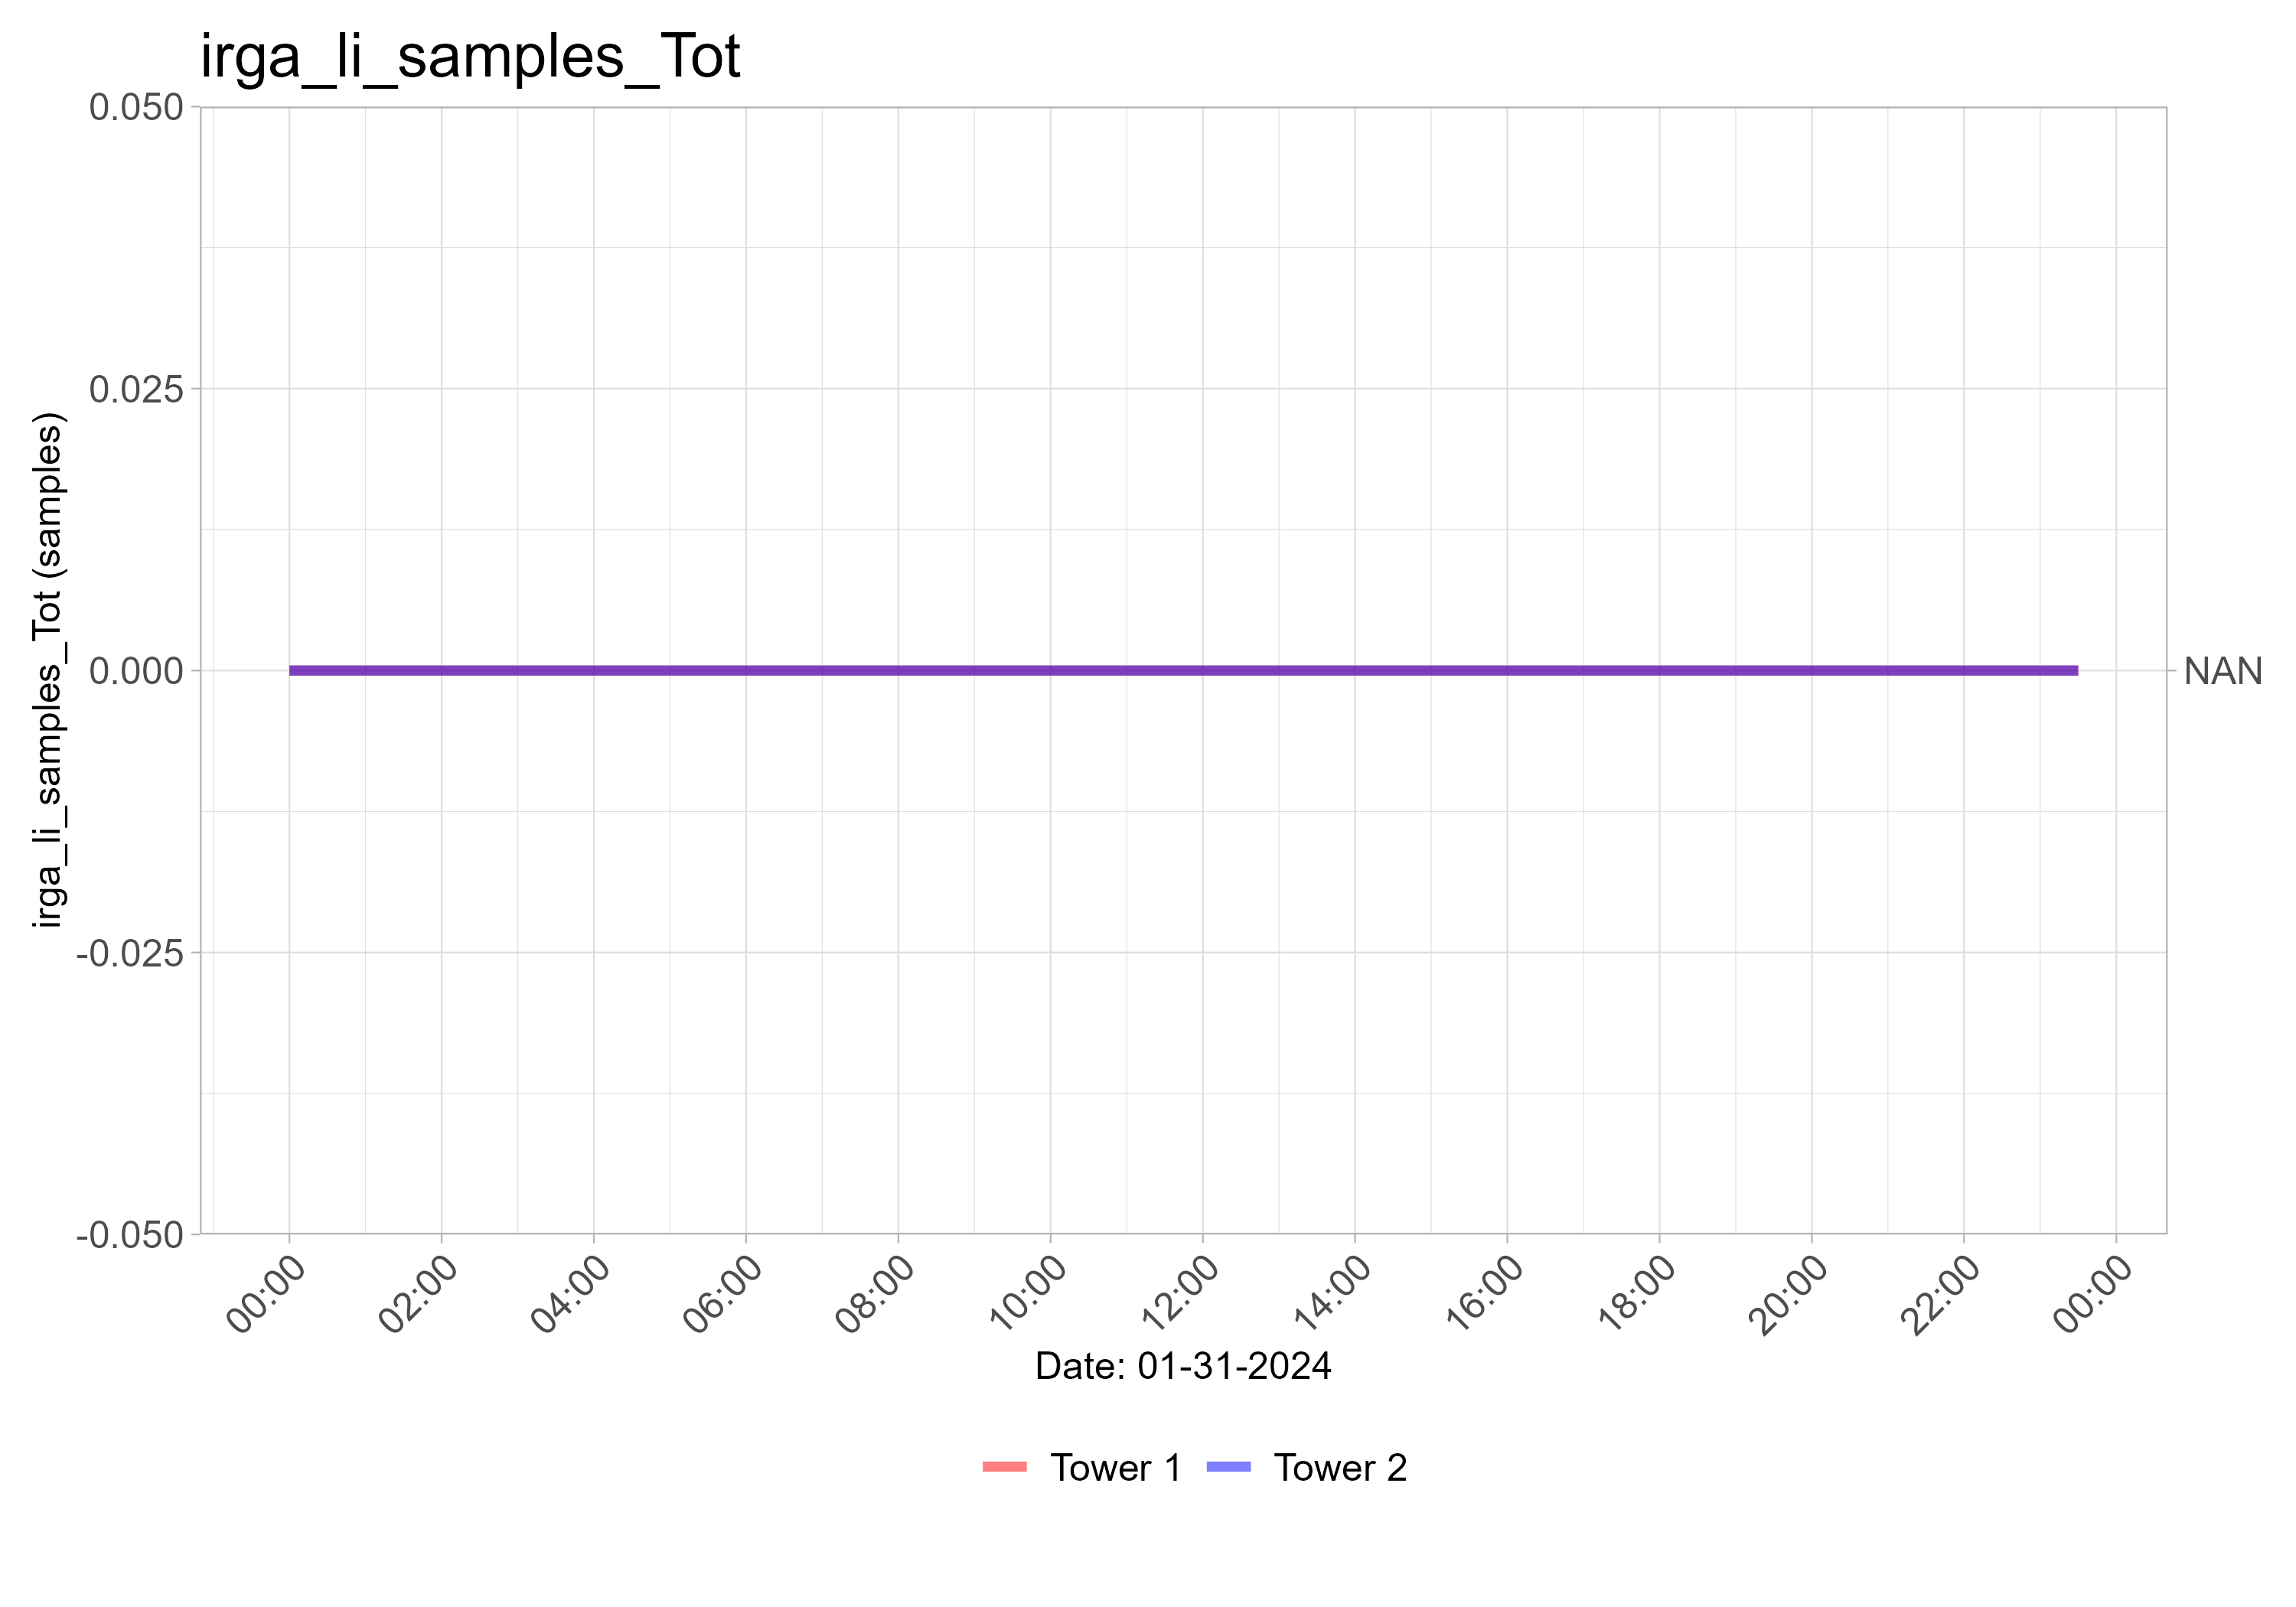 irga_li_samples_Tot
irga_li_samples_Tot (samples)
0.050
0.025
0.000
-0.025
-0.050
NAN
00:00 02:00 04:00 06:00 08:00 10:00 12:00 14:00 16:00 18:00 20:00 22:00 00:00
Date: 01-31-2024
Tower 1 Tower 2